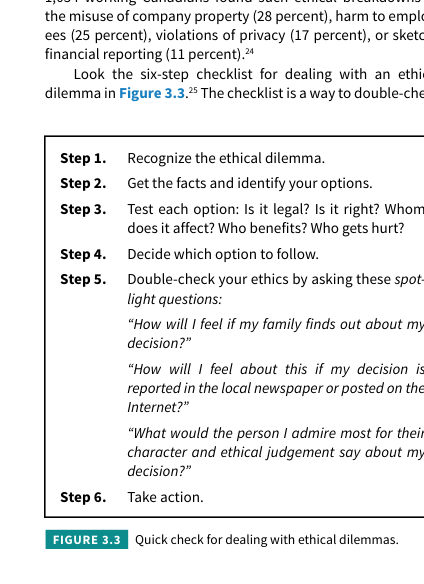 the misuse of company property (28 percent), harm to emplo
ees (25 percent), violations of privacy (17 percent), or sketc
financial reporting (11 percent).24
Look the six-step checklist for dealing with an ethic
dilemma in Figure 3.3.25 The checklist is a way to double-che
Step 1. Recognize the ethical dilemma.
Step 2. Get the facts and identify your options.
Step 3. Test each option: Is it legal? Is it right? Whom
does it affect? Who benefits? Who gets hurt?
Step 4. Decide which option to follow.
Step 5. Double-check your ethics by asking these spot-
light questions:
“How will I feel if my family finds out about my
decision?”
“How will I feel about this if my decision is
reported in the local newspaper or posted on the
Internet?”
“What would the person I admire most for their
character and ethical judgement say about my
decision?”
Step 6. Take action.
FIGURE 3.3 Quick check for dealing with ethical dilemmas.